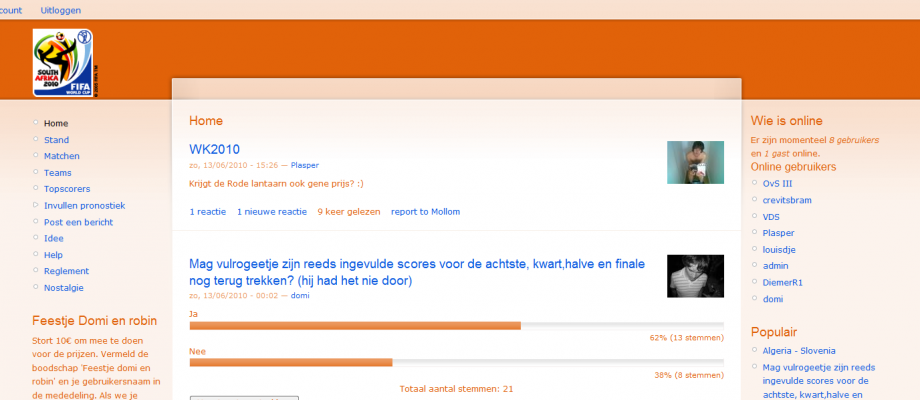 count Uitloggen
SOUTH AFRICA 2010
FIFA
WORLD CUP
Home
Stand
Matchen
Teams
Topscorers
Invullen pronostiek
Post een bericht
Idee
Help
Reglement
Nostalgie
Feestje Domi en robin
Stort 10€ om mee te doen
voor de prijzen. Vermeld de
boodschap 'Feestje domi en
robin' en je gebruikersnaam in
de mededeling. Als we je
Home
WK2010
zo, 13/06/2010 - 15:26 — Plasper
Krijgt de Rode lantaarn ook gene prijs? :)
1 reactie 1 nieuwe reactie 9 keer gelezen report to Mollom
Mag vulrogeetje zijn reeds ingevulde scores voor de achtste, kwart,halve en finale
nog terug trekken? (hij had het nie door)
zo, 13/06/2010 - 00:02 — domi
Ja
62% (13 stemmen)
Nee
38% (8 stemmen)
Totaal aantal stemmen: 21
Wie is online
Er zijn momenteel 8 gebruikers
en 1 gast online.
Online gebruikers
OvS III
crevitsbram
VDS
Plasper
louisdje
admin
DiemerR1
domi
Populair
Algeria - Slovenia
Mag vulrogeetje zijn reeds
ingevulde scores voor de
achtste, kwart,halve en